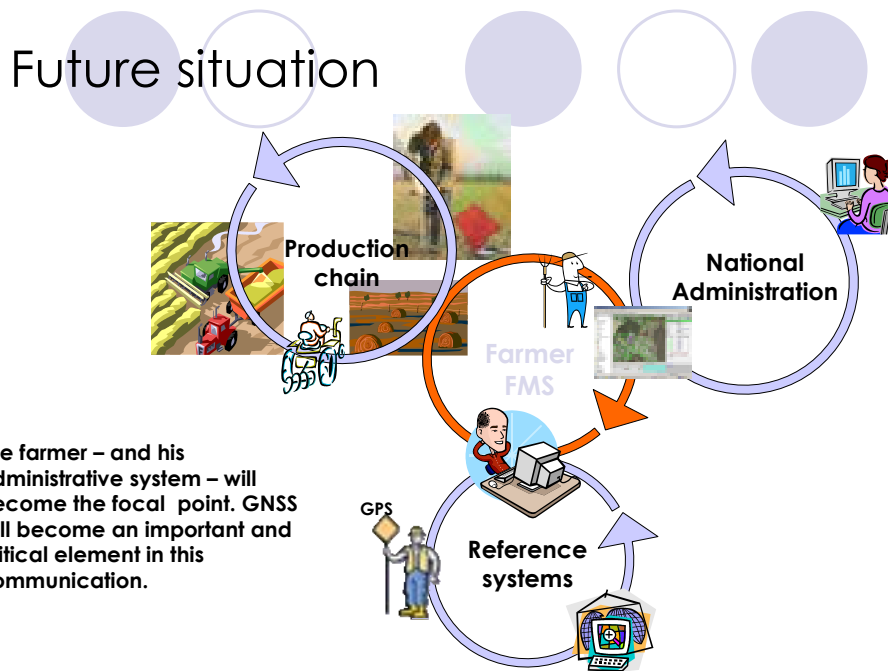 Future situation
Production
chain
National
Administration
Farmer
FMS
e farmer – and his
dministrative system – will
ecome the focal point. GNSS
ll become an important and
itical element in this
ommunication.
GPS
Reference
systems